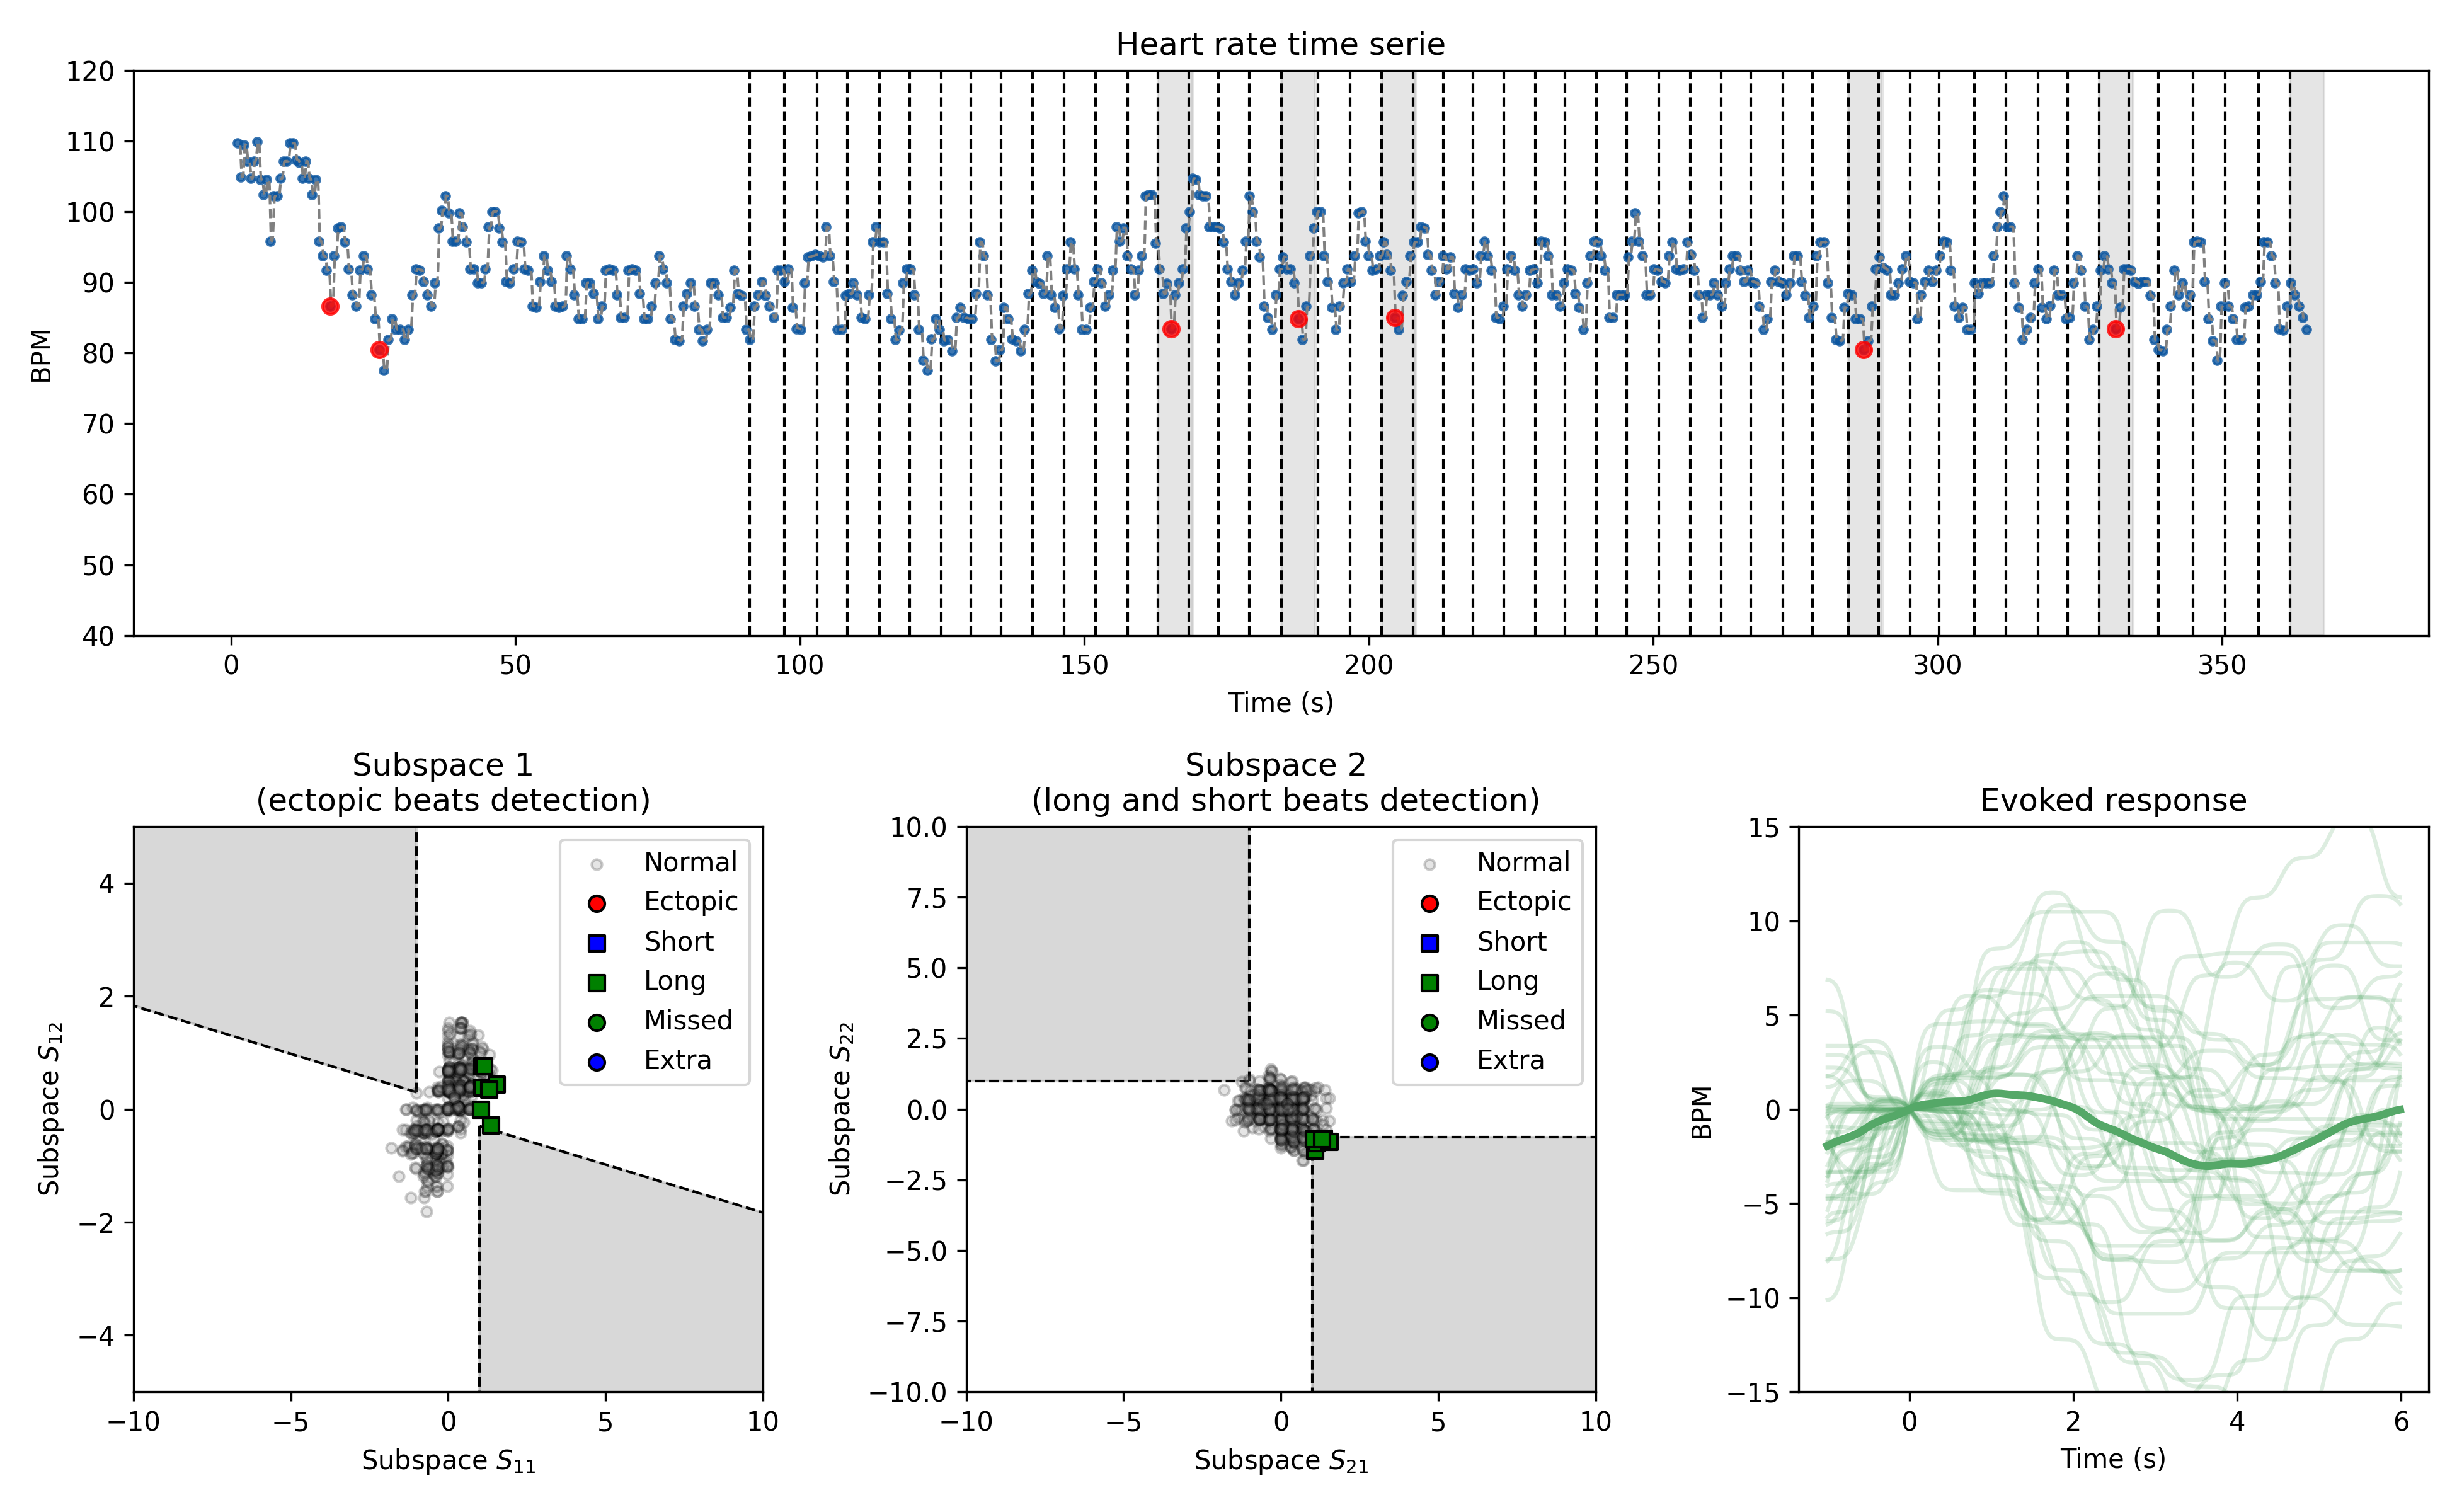 Heart rate time serie
120
110
100
90
80
70
60
50
40
BPM
0 50 100 150 200 250 300 350
Time (s)
Subspace 1
(ectopic beats detection)
4
2
0
−2
−4
Subspace S12
Normal
Ectopic
Short
Long
Missed
Extra
−10 −5 0 5 10
Subspace S11
Subspace 2
(long and short beats detection)
10.0
7.5
5.0
2.5
0.0
−2.5
−5.0
−7.5
−10.0
Subspace S22
Normal
Ectopic
Short
Long
Missed
Extra
−10 −5 0 5 10
Subspace S21
Evoked response
15
10
5
0
−5
−10
−15
BPM
0 2 4 6
Time (s)